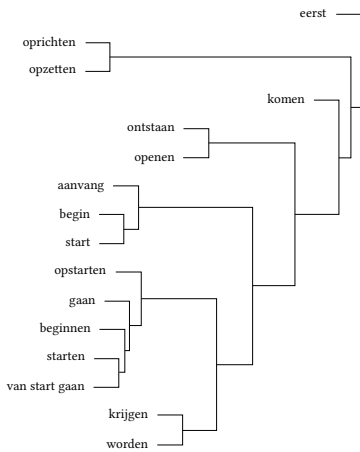 eerst
oprichten
opzetten
komen
ontstaan
openen
aanvang
begin
start
opstarten
gaan
beginnen
starten
van start gaan
krijgen
worden